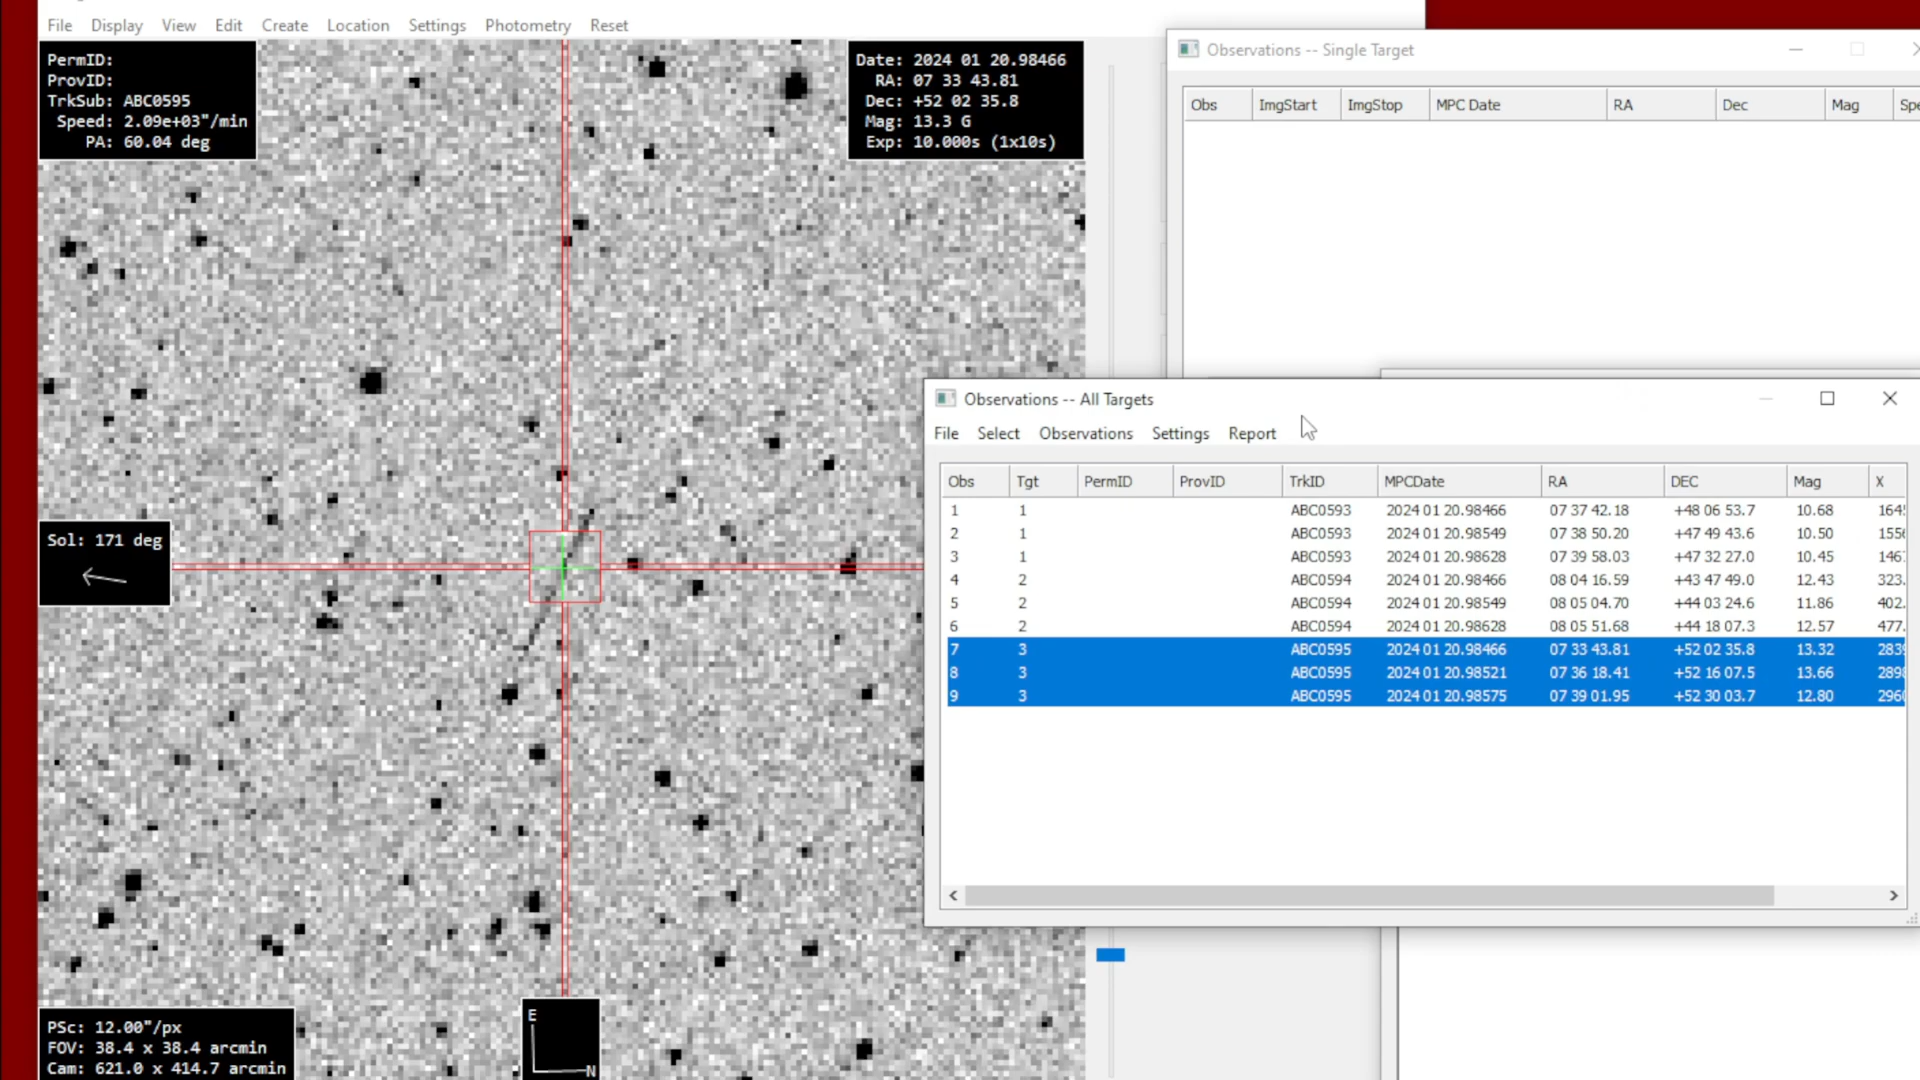 File Display View Edit Create Location Settings Photometry Reset
PermID:
ProvID:
TrkSub: ABC0595
Speed: 2.09e+03"/min
PA: 60.04 deg
Date: 2024 01 20.98466
RA: 07 33 43.81
Dec: +52 02 35.8
Mag: 13.3 G
Exp: 10.000s (1x10s)
Observations -- Single Target
Obs ImgStart ImgStop MPC Date RA Dec Mag Spe
Observations -- All Targets
File Select Observations Settings Report
Obs Tgt PermID ProvID TrkID MPCDate RA DEC Mag X
1 1 ABC0593 2024 01 20.98466 07 37 42.18 +48 06 53.7 10.68 164
2 1 ABC0593 2024 01 20.98549 07 38 50.20 +47 49 43.6 10.50 155
3 1 ABC0593 2024 01 20.98628 07 39 58.03 +47 32 27.0 10.45 146
4 2 ABC0594 2024 01 20.98466 08 04 16.59 +43 47 49.0 12.43 323.
5 2 ABC0594 2024 01 20.98549 08 05 04.70 +44 03 24.6 11.86 402.
6 2 ABC0594 2024 01 20.98628 08 05 51.68 +44 18 07.3 12.57 477.
7 3 ABC0595 2024 01 20.98466 07 33 43.81 +52 02 35.8 13.32 283
8 3 ABC0595 2024 01 20.98521 07 36 18.41 +52 16 07.5 13.66 289
9 3 ABC0595 2024 01 20.98575 07 39 01.95 +52 30 03.7 12.80 296
Sol: 171 deg
PSc: 12.00"/px
FOV: 38.4 x 38.4 arcmin
Cam: 621.0 x 414.7 arcmin
E
N